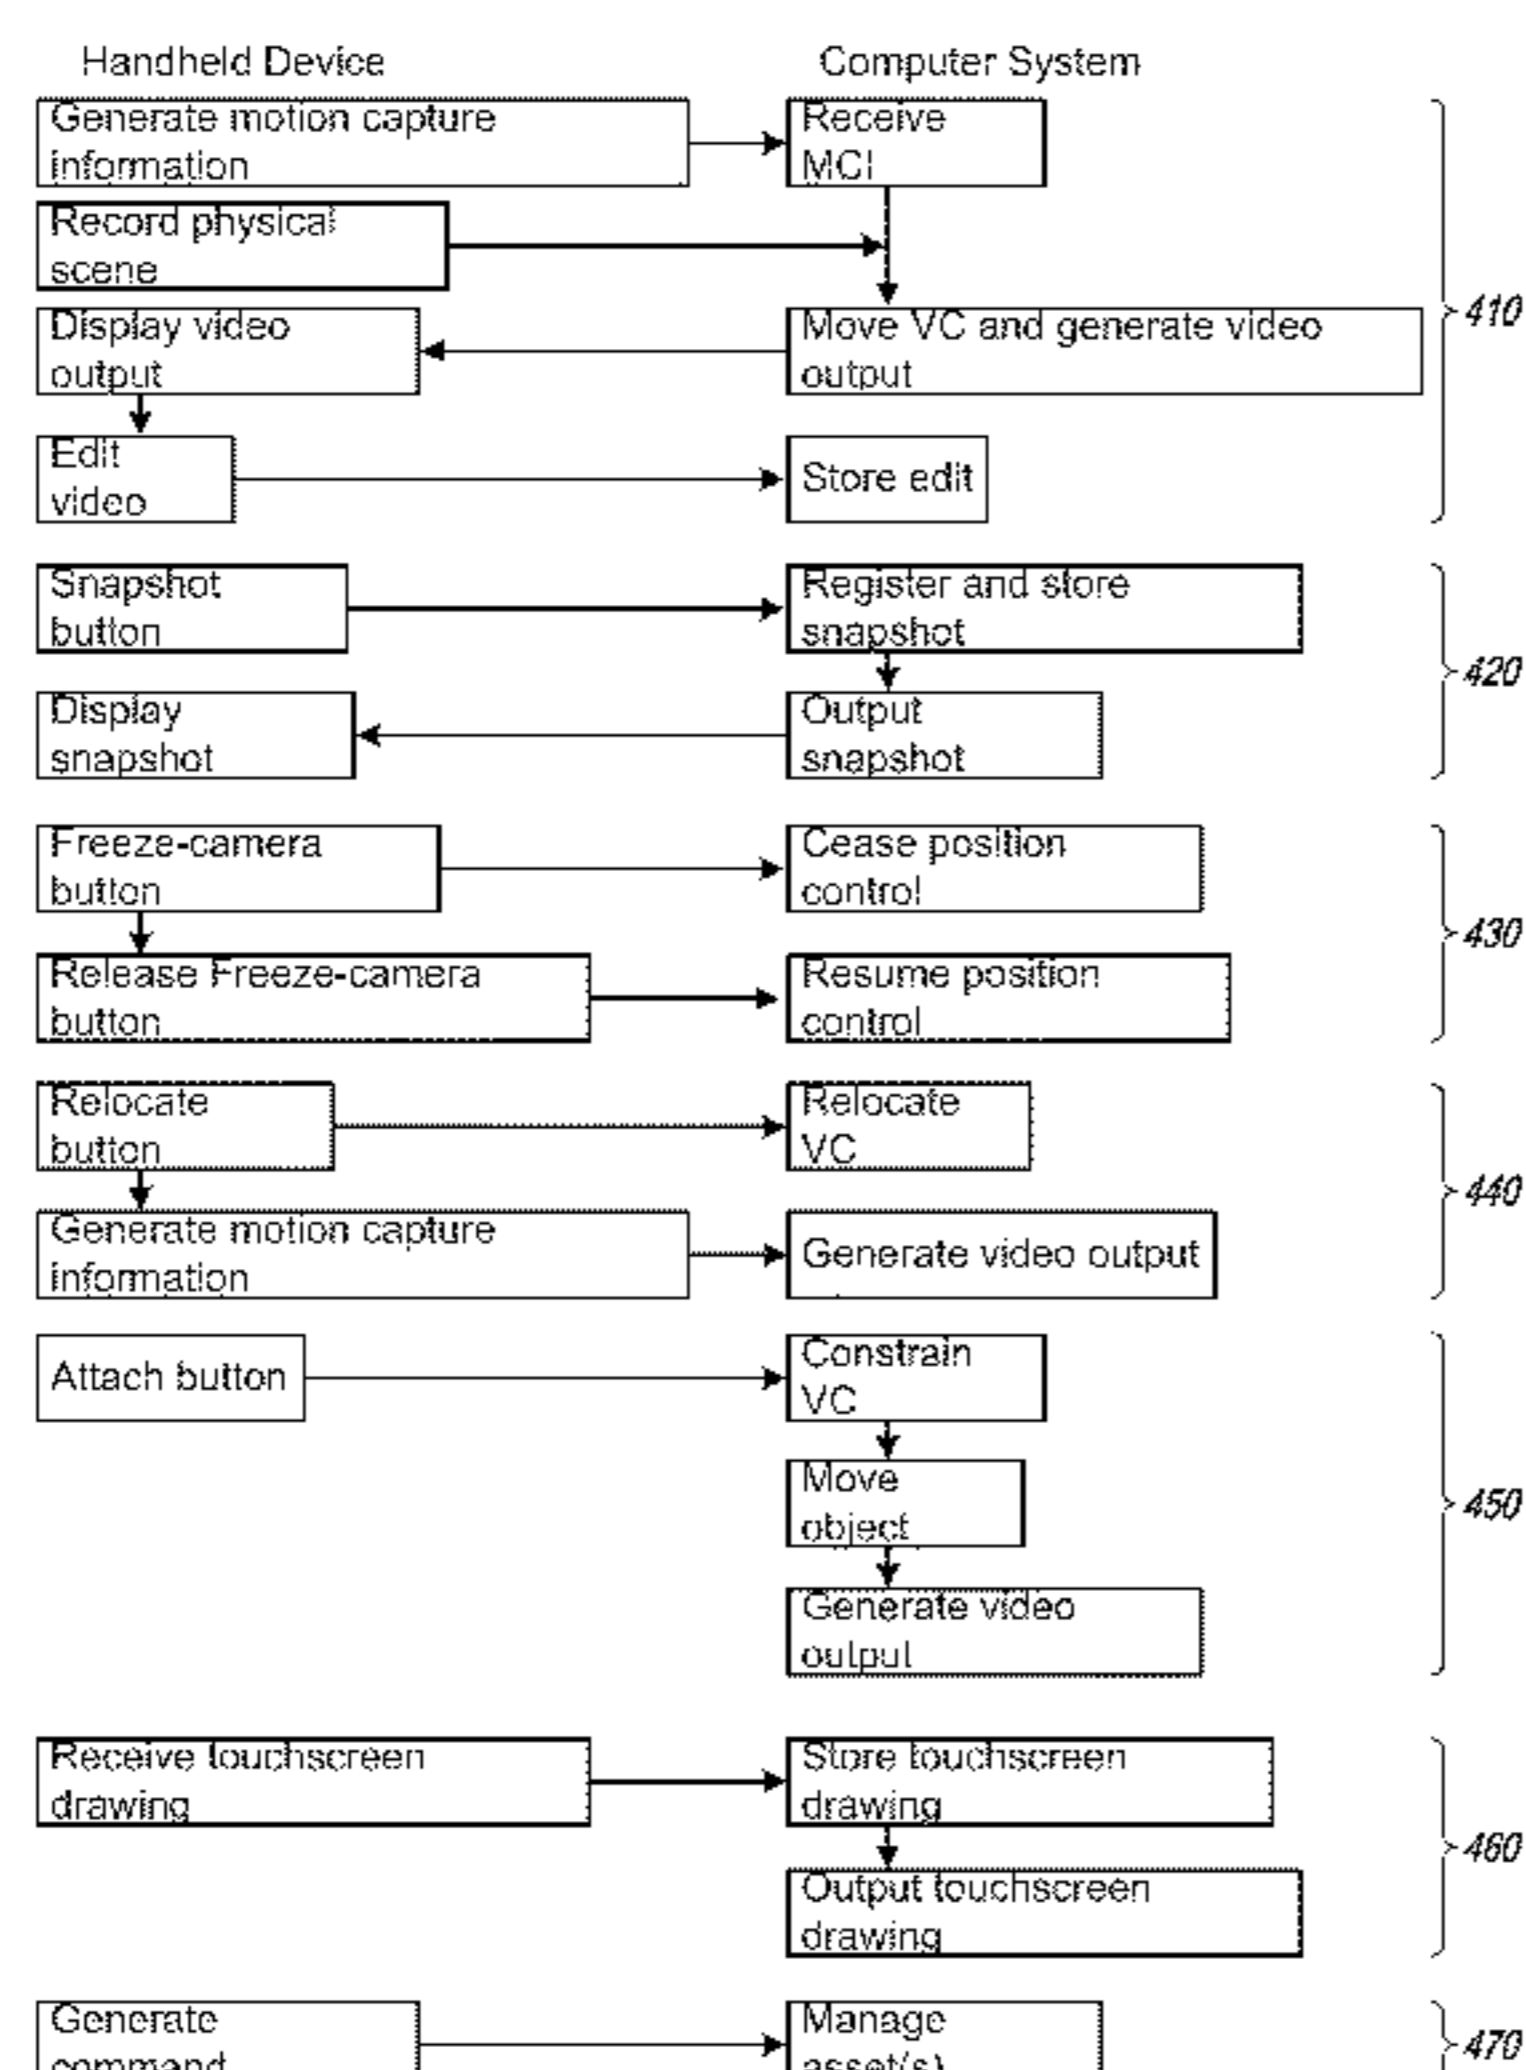 Handheld Device
Computer System
Generate motion capture
information
Receive
MCI
Record physical
scene
Display video
output
Move VC and generate video
output
410
Edit
video
Store edit
Snapshot
button
Register and store
snapshot
420
Display
snapshot
Output
snapshot
Freeze-camera
button
Cease position
control
430
Release Freeze-camera
button
Resume position
control
Relocate
button
Relocate
VC
440
Generate motion capture
information
Generate video output
Attach button
Constrain
VC
Move
object
450
Generate video
output
Receive touchscreen
drawing
Store touchscreen
drawing
460
Output touchscreen
drawing
Generate
command
Manage
asset(s)
470